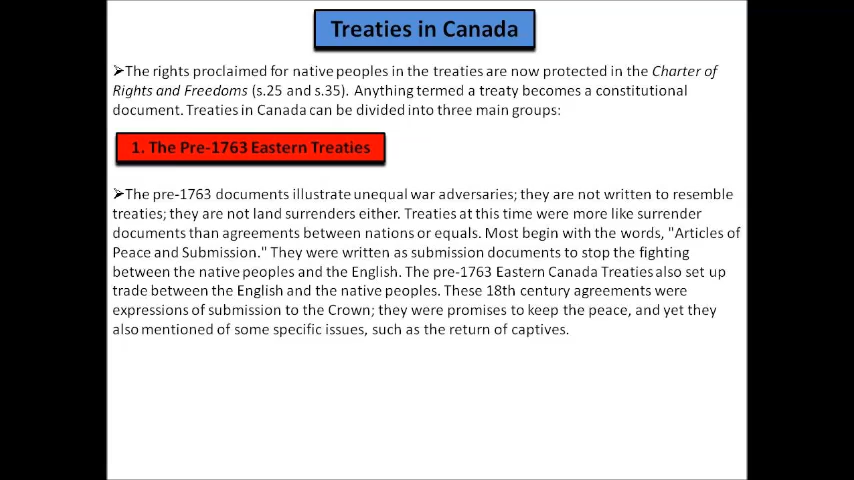 Treaties in Canada
➢The rights proclaimed for native peoples in the treaties are now protected in the Charter of
Rights and Freedoms (s.25 and s.35). Anything termed a treaty becomes a constitutional
document. Treaties in Canada can be divided into three main groups:
1. The Pre-1763 Eastern Treaties
➢The pre-1763 documents illustrate unequal war adversaries; they are not written to resemble
treaties; they are not land surrenders either. Treaties at this time were more like surrender
documents than agreements between nations or equals. Most begin with the words, "Articles of
Peace and Submission." They were written as submission documents to stop the fighting
between the native peoples and the English. The pre-1763 Eastern Canada Treaties also set up
trade between the English and the native peoples. These 18th century agreements were
expressions of submission to the Crown; they were promises to keep the peace, and yet they
also mentioned of some specific issues, such as the return of captives.